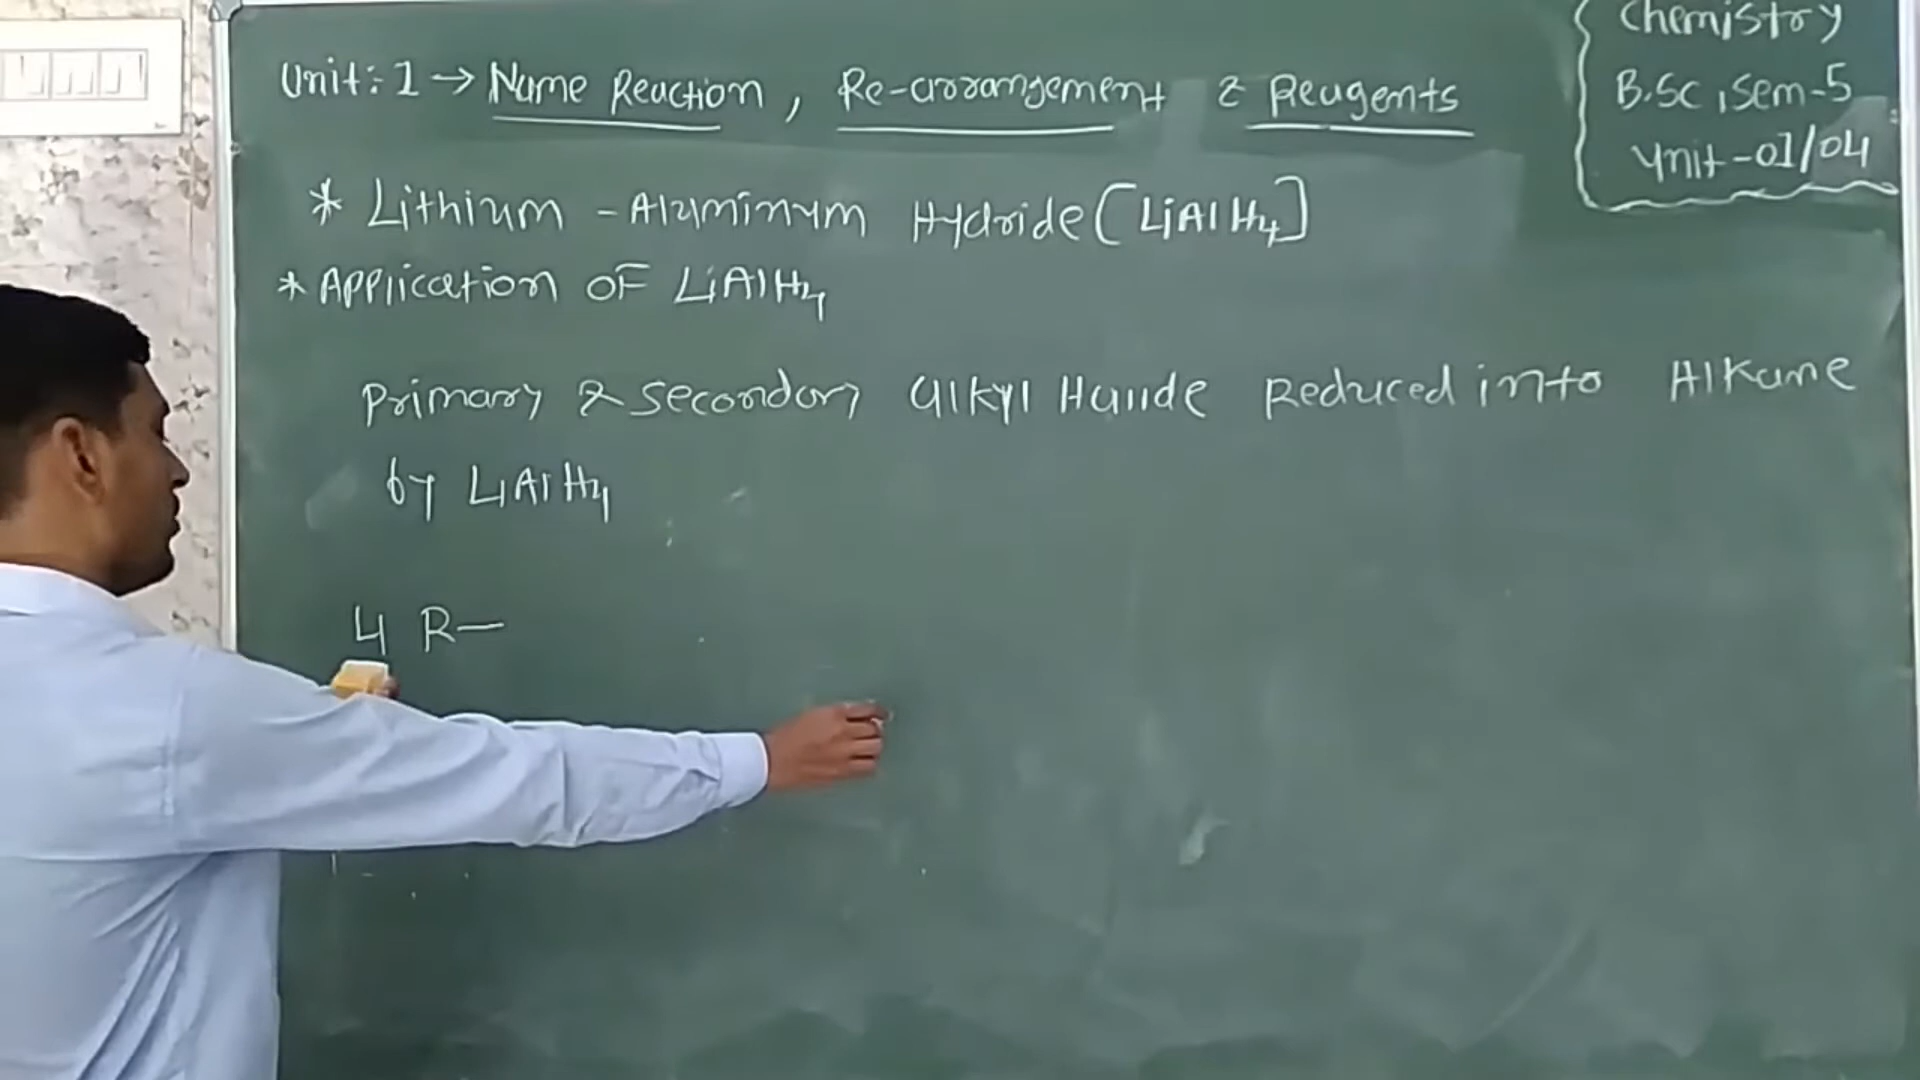 Chemistry
B.Sc, Sem-5
Unit-01/04
Unit:1 → Name Reaction, Re-arrangement & Reagents
* Lithium - Aluminium Hydride [LiAlH4]
* Application OF LiAlH4
Primary & secondary alkyl Halide Reduced into Alkane
by LiAlH4
4 R—